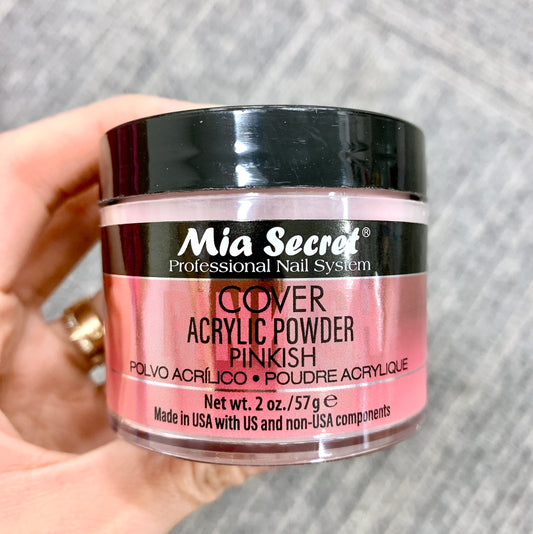 Mia Secret®
Professional Nail System
COVER
ACRYLIC POWDER
PINKISH
POLVO ACRÍLICO • POUDRE ACRYLIQUE
Net wt. 2 oz./57g ℮
Made in USA with US and non-USA components